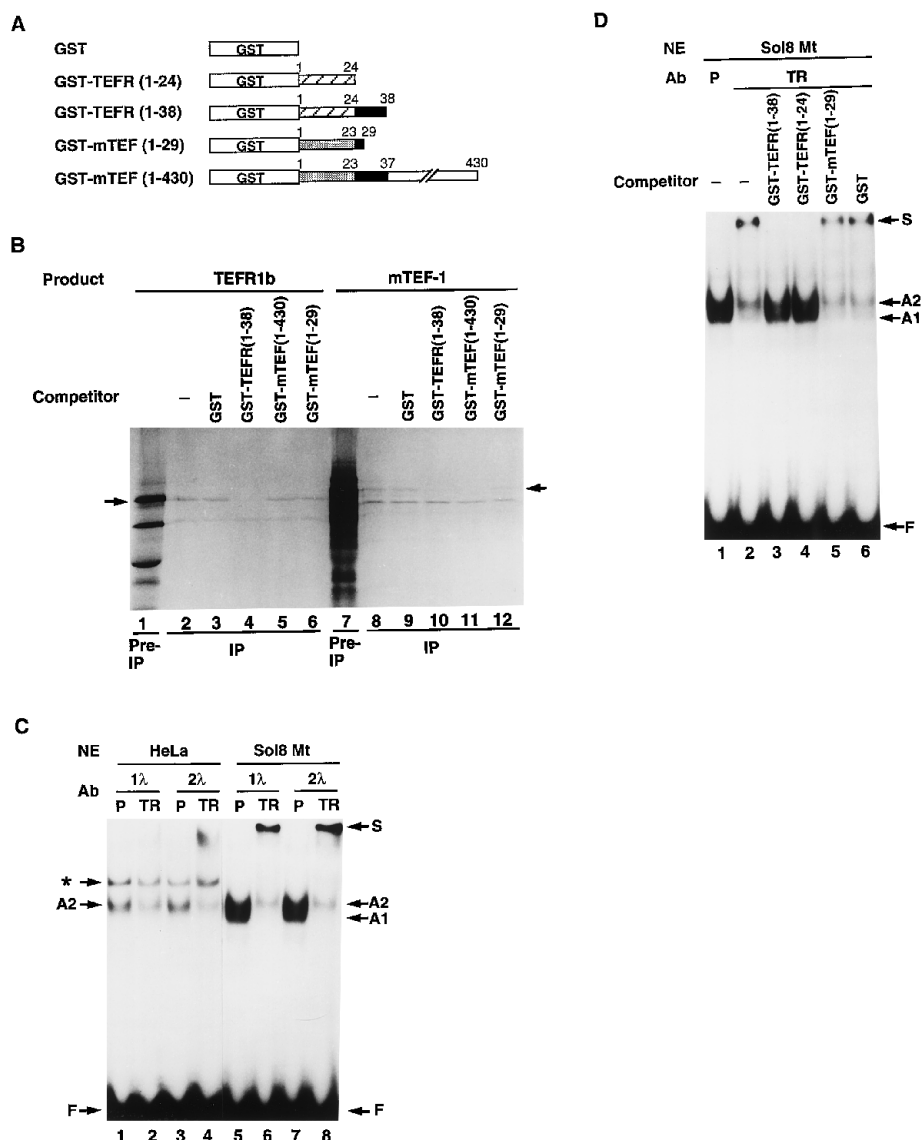 A
GST GST
GST-TEFR (1-24) GST 1 24
GST-TEFR (1-38) GST 1 24 38
GST-mTEF (1-29) GST 1 23 29
GST-mTEF (1-430) GST 1 23 37 430
B
Product TEFR1b mTEF-1
Competitor – GST GST-TEFR(1-38) GST-mTEF(1-430) GST-mTEF(1-29) – GST GST-TEFR(1-38) GST-mTEF(1-430) GST-mTEF(1-29)
1 2 3 4 5 6 7 8 9 10 11 12
Pre-IP IP Pre-IP IP
C
NE HeLa Sol8 Mt
Ab 1λ 2λ 1λ 2λ
P TR P TR P TR P TR
S
*
A2 A2
A1
F F
1 2 3 4 5 6 7 8
D
NE Sol8 Mt
Ab P TR
Competitor – – GST-TEFR(1-38) GST-TEFR(1-24) GST-mTEF(1-29) GST
S
A2
A1
F
1 2 3 4 5 6